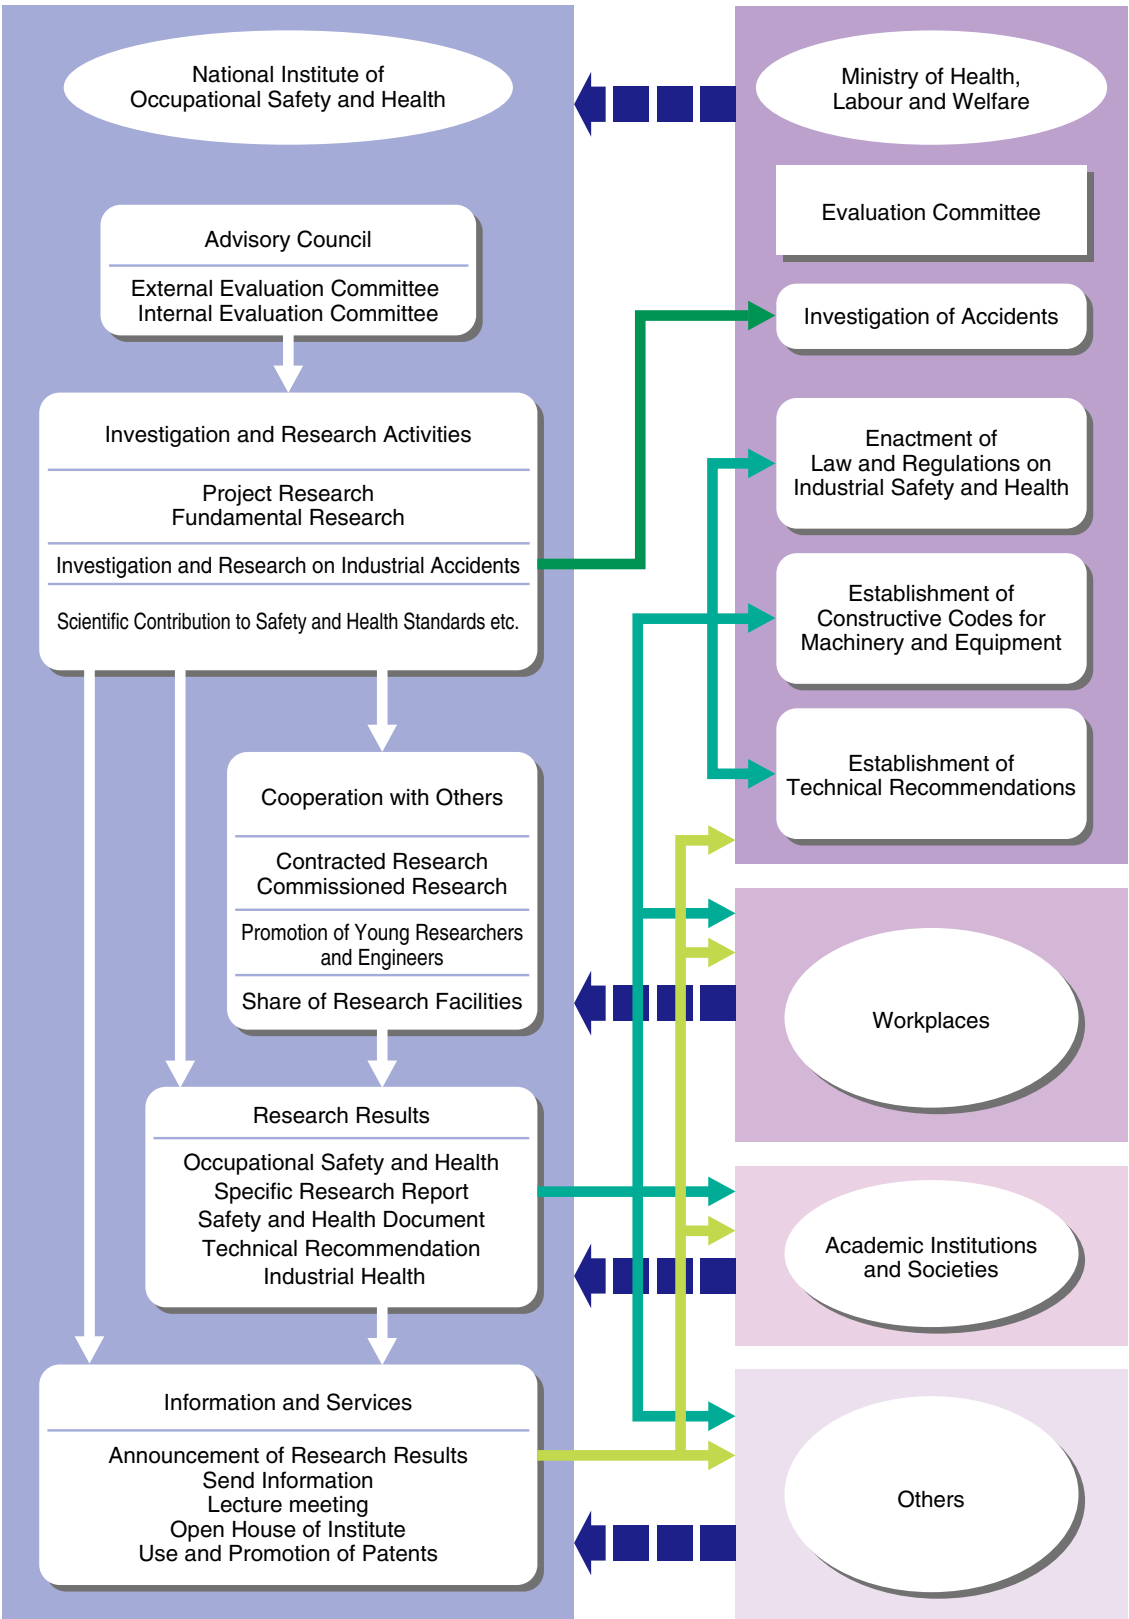 National Institute of
Occupational Safety and Health
Advisory Council
External Evaluation Committee
Internal Evaluation Committee
Investigation and Research Activities
Project Research
Fundamental Research
Investigation and Research on Industrial Accidents
Scientific Contribution to Safety and Health Standards etc.
Cooperation with Others
Contracted Research
Commissioned Research
Promotion of Young Researchers
and Engineers
Share of Research Facilities
Research Results
Occupational Safety and Health
Specific Research Report
Safety and Health Document
Technical Recommendation
Industrial Health
Information and Services
Announcement of Research Results
Send Information
Lecture meeting
Open House of Institute
Use and Promotion of Patents
Ministry of Health,
Labour and Welfare
Evaluation Committee
Investigation of Accidents
Enactment of
Law and Regulations on
Industrial Safety and Health
Establishment of
Constructive Codes for
Machinery and Equipment
Establishment of
Technical Recommendations
Workplaces
Academic Institutions
and Societies
Others